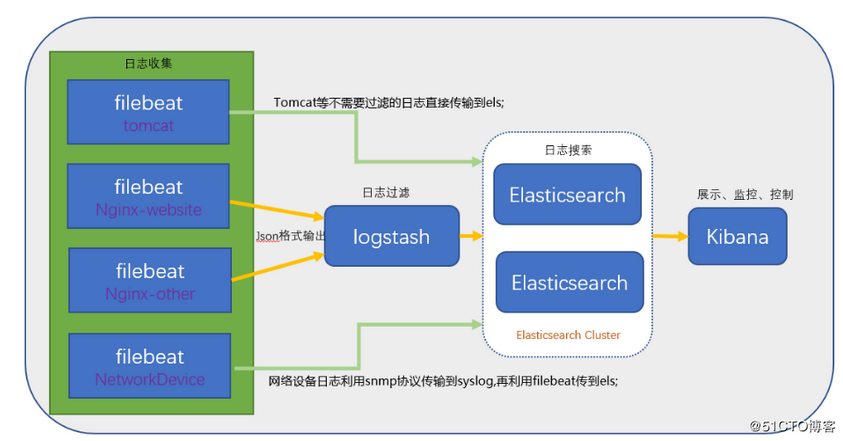 日志收集
filebeat
tomcat
Tomcat等不需要过滤的日志直接传输到els;
filebeat
Nginx-website
Json格式输出
filebeat
Nginx-other
filebeat
NetworkDevice
网络设备日志利用snmp协议传输到syslog,再利用filebeat传到els;
日志过滤
logstash
日志搜索
Elasticsearch
Elasticsearch
Elasticsearch Cluster
展示、监控、控制
Kibana
@51CTO博客